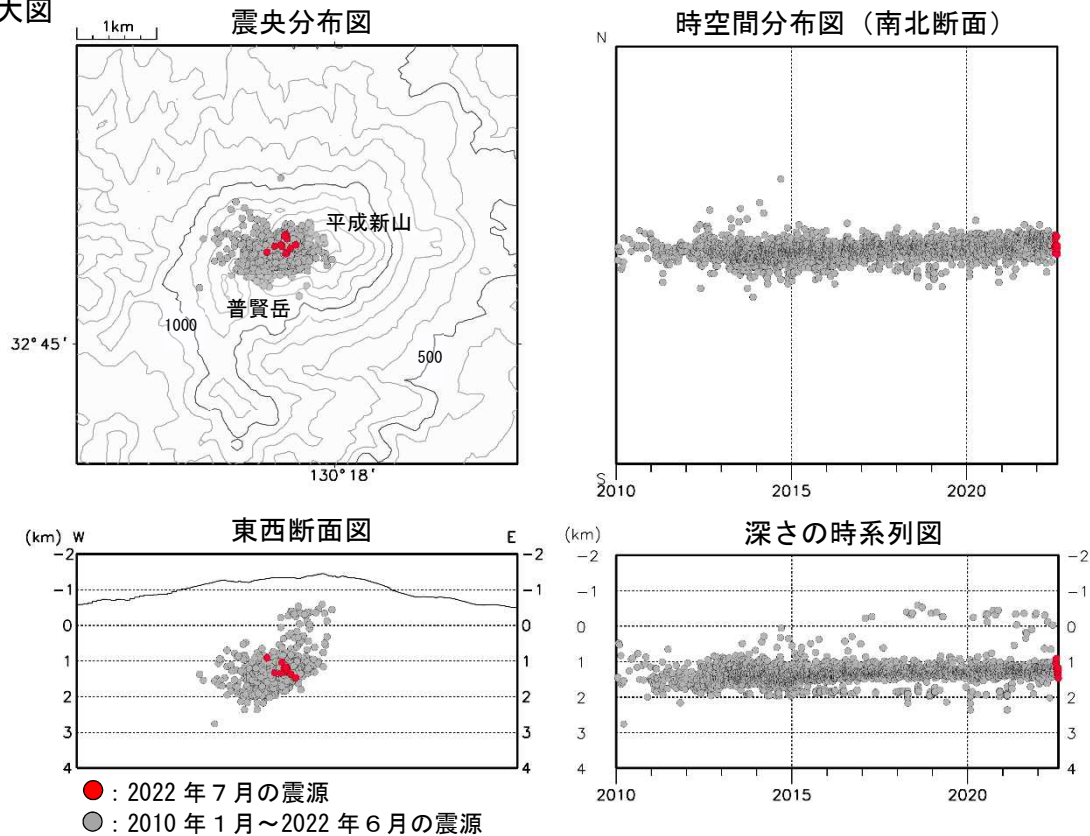 大図
1km
震央分布図
平成新山
普賢岳
1000
500
32°45′
130°18′
時空間分布図（南北断面）
N
S
2010
2015
2020
東西断面図
(km) W
E
-2
-1
0
1
2
3
4
-2
-1
0
1
2
3
4
深さの時系列図
(km)
-2
-1
0
1
2
3
4
-2
-1
0
1
2
3
4
2010
2015
2020
：2022 年７月の震源
：2010 年１月～2022 年６月の震源